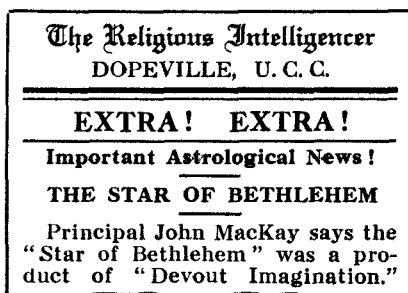 The Religious Intelligencer
DOPEVILLE, U. C. C.
EXTRA! EXTRA!
Important Astrological News!
THE STAR OF BETHLEHEM
Principal John MacKay says the
"Star of Bethlehem" was a pro-
duct of "Devout Imagination."